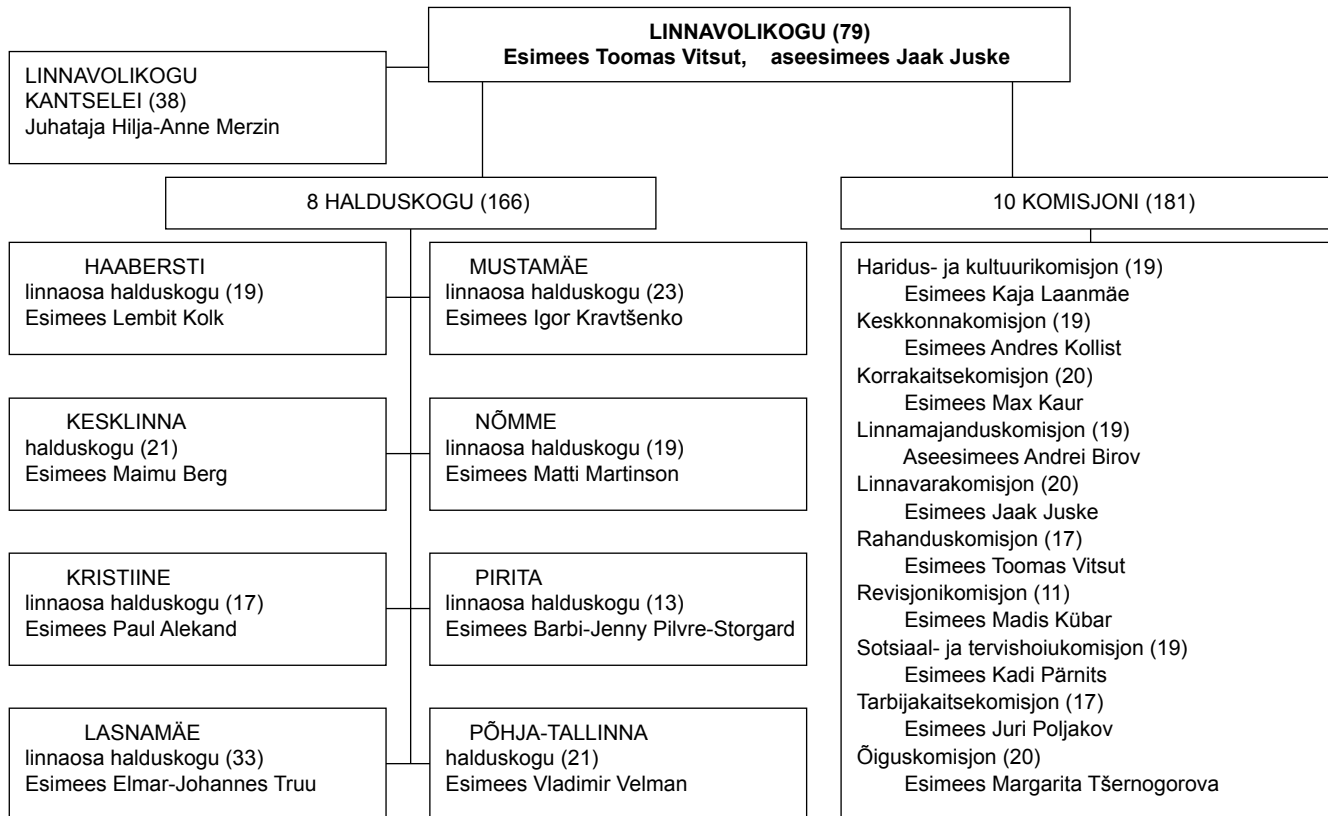 LINNAVOLIKOGU (79)
Esimees Toomas Vitsut, aseesimees Jaak Juske
LINNAVOLIKOGU
KANTSELEI (38)
Juhataja Hilja-Anne Merzin
8 HALDUSKOGU (166)
10 KOMISJONI (181)
HAABERSTI
linnaosa halduskogu (19)
Esimees Lembit Kolk
MUSTAMÄE
linnaosa halduskogu (23)
Esimees Igor Kravtšenko
KESKLINNA
halduskogu (21)
Esimees Maimu Berg
NÕMME
linnaosa halduskogu (19)
Esimees Matti Martinson
KRISTIINE
linnaosa halduskogu (17)
Esimees Paul Alekand
PIRITA
linnaosa halduskogu (13)
Esimees Barbi-Jenny Pilvre-Storgard
LASNAMÄE
linnaosa halduskogu (33)
Esimees Elmar-Johannes Truu
PÕHJA-TALLINNA
halduskogu (21)
Esimees Vladimir Velman
Haridus- ja kultuurikomisjon (19)
Esimees Kaja Laanmäe
Keskkonnakomisjon (19)
Esimees Andres Kollist
Korrakaitsekomisjon (20)
Esimees Max Kaur
Linnamajanduskomisjon (19)
Aseesimees Andrei Birov
Linnavarakomisjon (20)
Esimees Jaak Juske
Rahanduskomisjon (17)
Esimees Toomas Vitsut
Revisjonikomisjon (11)
Esimees Madis Kübar
Sotsiaal- ja tervishoiukomisjon (19)
Esimees Kadi Pärnits
Tarbijakaitsekomisjon (17)
Esimees Juri Poljakov
Õiguskomisjon (20)
Esimees Margarita Tšernogorova